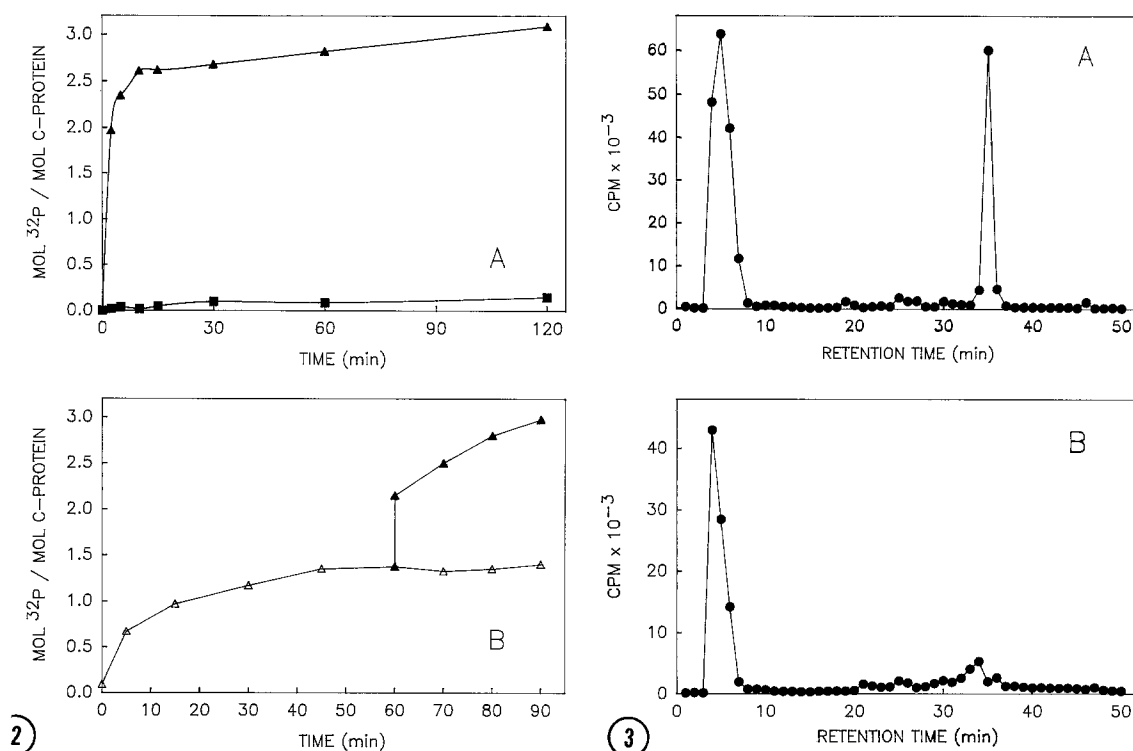 MOL ³²P / MOL C-PROTEIN
3.0
2.5
2.0
1.5
1.0
0.5
0.0
A
0 30 60 90 120
TIME (min)
MOL ³²P / MOL C-PROTEIN
3.0
2.5
2.0
1.5
1.0
0.5
0.0
B
0 10 20 30 40 50 60 70 80 90
TIME (min)
2
CPM x 10⁻³
60
50
40
30
20
10
0
A
0 10 20 30 40 50
RETENTION TIME (min)
CPM x 10⁻³
40
30
20
10
0
B
0 10 20 30 40 50
RETENTION TIME (min)
3